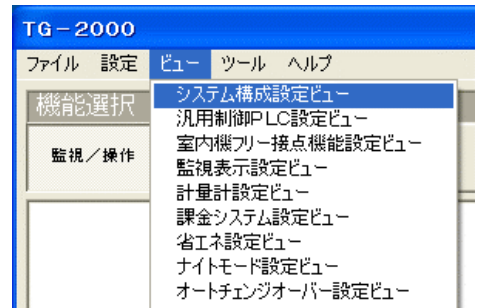 TG-2000
ファイル 設定 ビュー ツール ヘルプ
機能選択
監視／操作
システム構成設定ビュー
汎用制御PLC設定ビュー
室内機フリー接点機能設定ビュー
監視表示設定ビュー
計量計設定ビュー
課金システム設定ビュー
省エネ設定ビュー
ナイトモード設定ビュー
オートチェンジオーバー設定ビュー